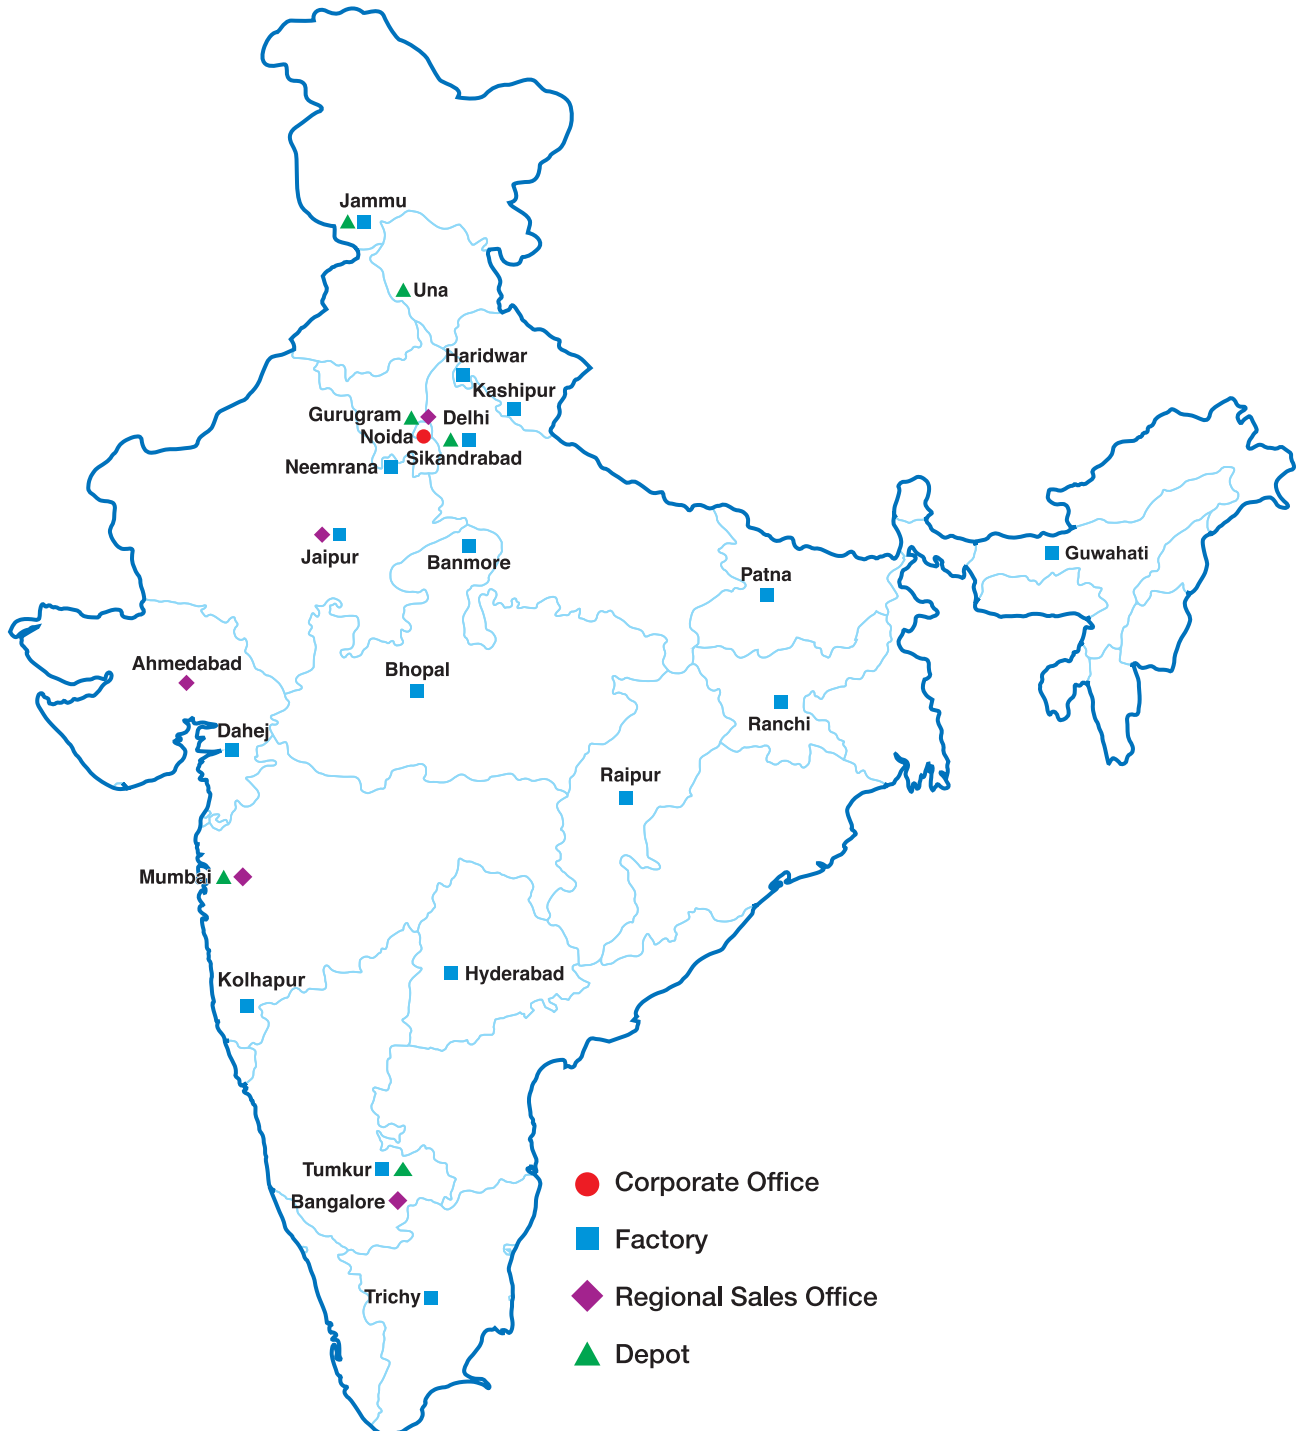 Jammu
Una
Haridwar
Kashipur
Gurugram
Delhi
Noida
Sikandrabad
Neemrana
Jaipur
Banmore
Guwahati
Patna
Ahmedabad
Bhopal
Ranchi
Dahej
Raipur
Mumbai
Hyderabad
Kolhapur
Tumkur
Bangalore
Trichy
Corporate Office
Factory
Regional Sales Office
Depot